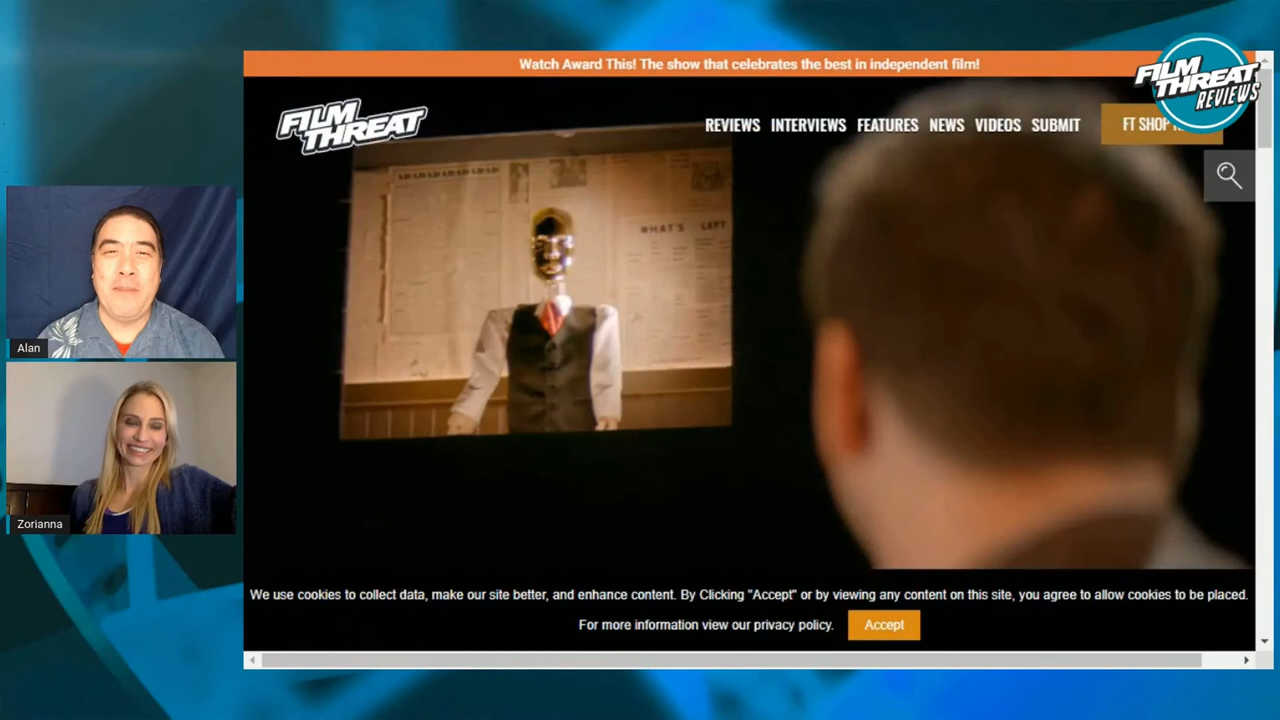 Watch Award This! The show that celebrates the best in independent film!
FILM THREAT
REVIEWS INTERVIEWS FEATURES NEWS VIDEOS SUBMIT FT SHOP
FILM THREAT REVIEWS
WHAT'S LEFT
Alan
Zorianna
We use cookies to collect data, make our site better, and enhance content. By Clicking "Accept" or by viewing any content on this site, you agree to allow cookies to be placed.
For more information view our privacy policy. Accept